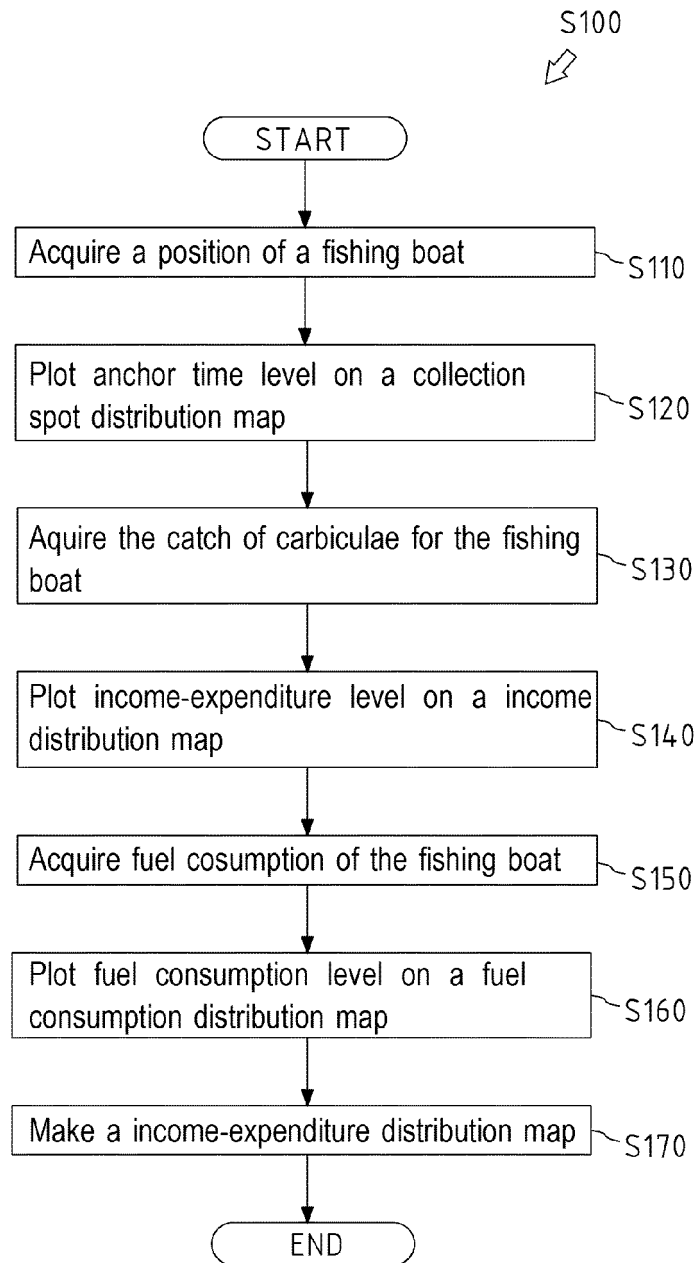 S100
START
Acquire a position of a fishing boat
S110
Plot anchor time level on a collection
spot distribution map
S120
Aquire the catch of carbiculae for the fishing
boat
S130
Plot income-expenditure level on a income
distribution map
S140
Acquire fuel cosumption of the fishing boat
S150
Plot fuel consumption level on a fuel
consumption distribution map
S160
Make a income-expenditure distribution map
S170
END